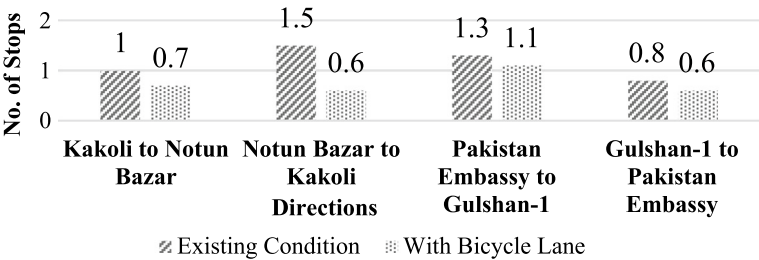 No. of Stops
2
1
0
1
0.7
1.5
0.6
1.3
1.1
0.8
0.6
Kakoli to Notun
Bazar
Notun Bazar to
Kakoli
Pakistan
Embassy to
Gulshan-1
Gulshan-1 to
Pakistan
Embassy
Directions
Existing Condition
With Bicycle Lane